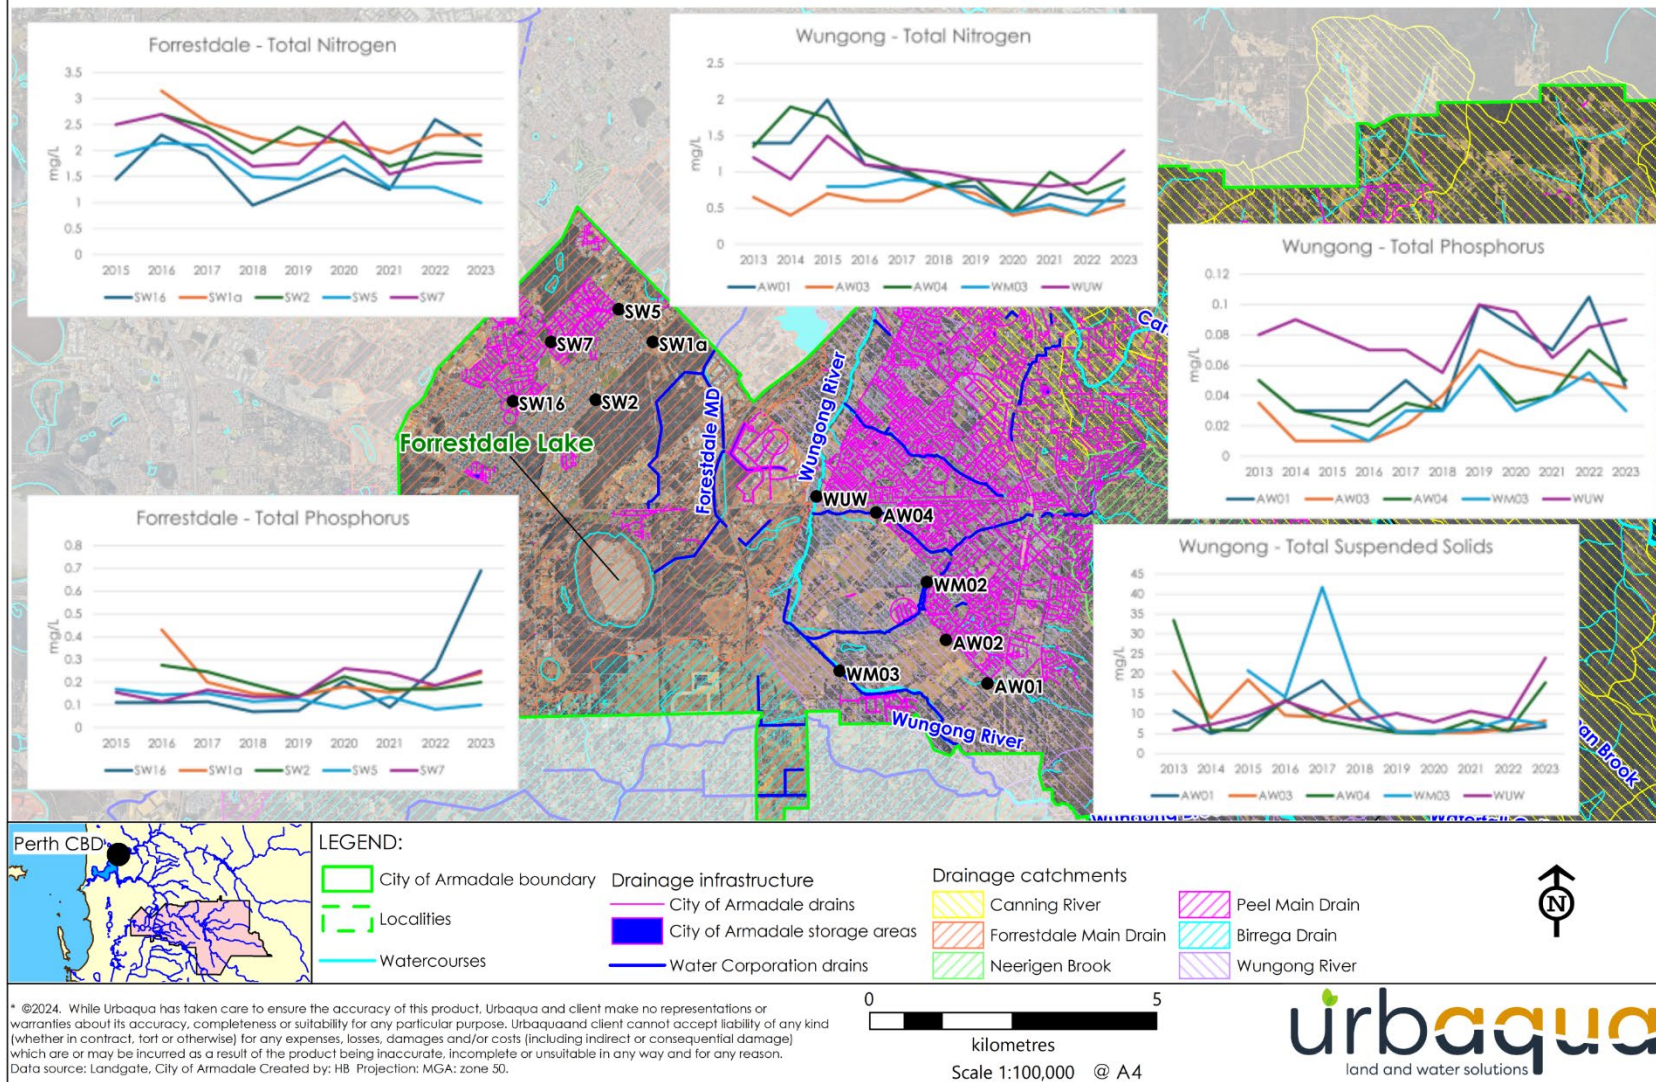 Forrestdale - Total Nitrogen
3.5
3
2.5
2
1.5
1
0.5
0
mg/L
2015 2016 2017 2018 2019 2020 2021 2022 2023
SW16 SW1a SW2 SW5 SW7
Wungong - Total Nitrogen
2.5
2
1.5
1
0.5
0
mg/L
2013 2014 2015 2016 2017 2018 2019 2020 2021 2022 2023
AW01 AW03 AW04 WM03 WUW
Wungong - Total Phosphorus
0.12
0.1
0.08
0.06
0.04
0.02
0
mg/L
2013 2014 2015 2016 2017 2018 2019 2020 2021 2022 2023
AW01 AW03 AW04 WM03 WUW
SW5
SW7
SW1a
SW16
SW2
Forrestdale Lake
Forrestdale MD
Wungong River
WUW
AW04
WM02
AW02
WM03
AW01
Wungong River
Forrestdale - Total Phosphorus
0.8
0.7
0.6
0.5
0.4
0.3
0.2
0.1
0
mg/L
2015 2016 2017 2018 2019 2020 2021 2022 2023
SW16 SW1a SW2 SW5 SW7
Wungong - Total Suspended Solids
45
40
35
30
25
20
15
10
5
0
mg/L
2013 2014 2015 2016 2017 2018 2019 2020 2021 2022 2023
AW01 AW03 AW04 WM03 WUW
Brook
Perth CBD
LEGEND:
City of Armadale boundary
Localities
Watercourses
Drainage infrastructure
City of Armadale drains
City of Armadale storage areas
Water Corporation drains
Drainage catchments
Canning River
Forrestdale Main Drain
Neerigen Brook
Peel Main Drain
Birrega Drain
Wungong River
N
* ©2024. While Urbaqua has taken care to ensure the accuracy of this product, Urbaqua and client make no representations or
warranties about its accuracy, completeness or suitability for any particular purpose. Urbaquaand client cannot accept liability of any kind
(whether in contract, tort or otherwise) for any expenses, losses, damages and/or costs (including indirect or consequential damage)
which are or may be incurred as a result of the product being inaccurate, incomplete or unsuitable in any way and for any reason.
Data source: Landgate, City of Armadale Created by: HB Projection: MGA: zone 50.
0 5
kilometres
Scale 1:100,000 @ A4
urbaqua
land and water solutions